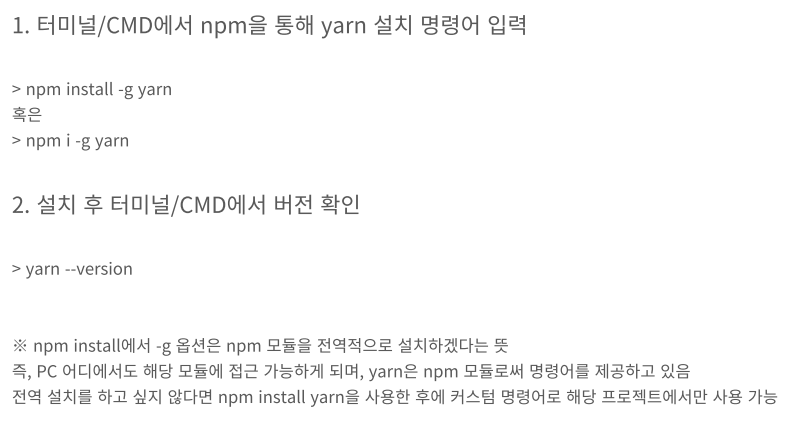 1. 터미널/CMD에서 npm을 통해 yarn 설치 명령어 입력
> npm install -g yarn
혹은
> npm i -g yarn
2. 설치 후 터미널/CMD에서 버전 확인
> yarn --version
※ npm install에서 -g 옵션은 npm 모듈을 전역적으로 설치하겠다는 뜻
즉, PC 어디에서도 해당 모듈에 접근 가능하게 되며, yarn은 npm 모듈로써 명령어를 제공하고 있음
전역 설치를 하고 싶지 않다면 npm install yarn을 사용한 후에 커스텀 명령어로 해당 프로젝트에서만 사용 가능